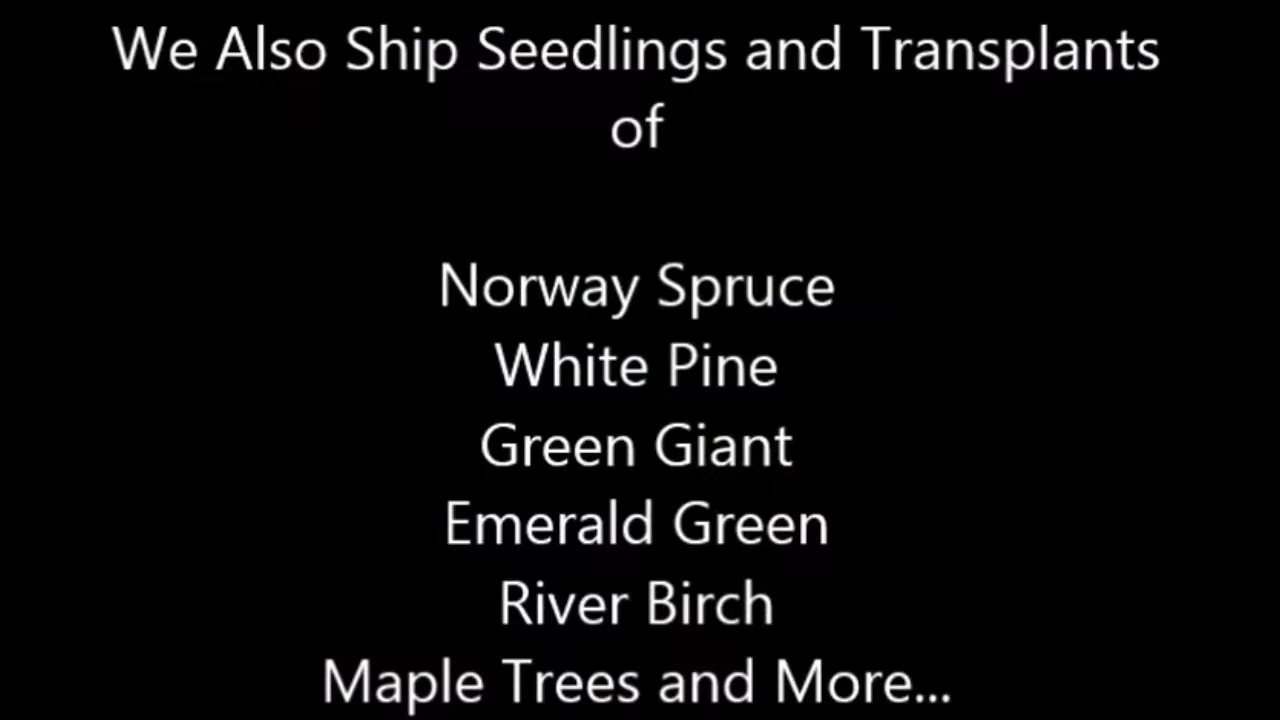 We Also Ship Seedlings and Transplants
of
Norway Spruce
White Pine
Green Giant
Emerald Green
River Birch
Maple Trees and More...